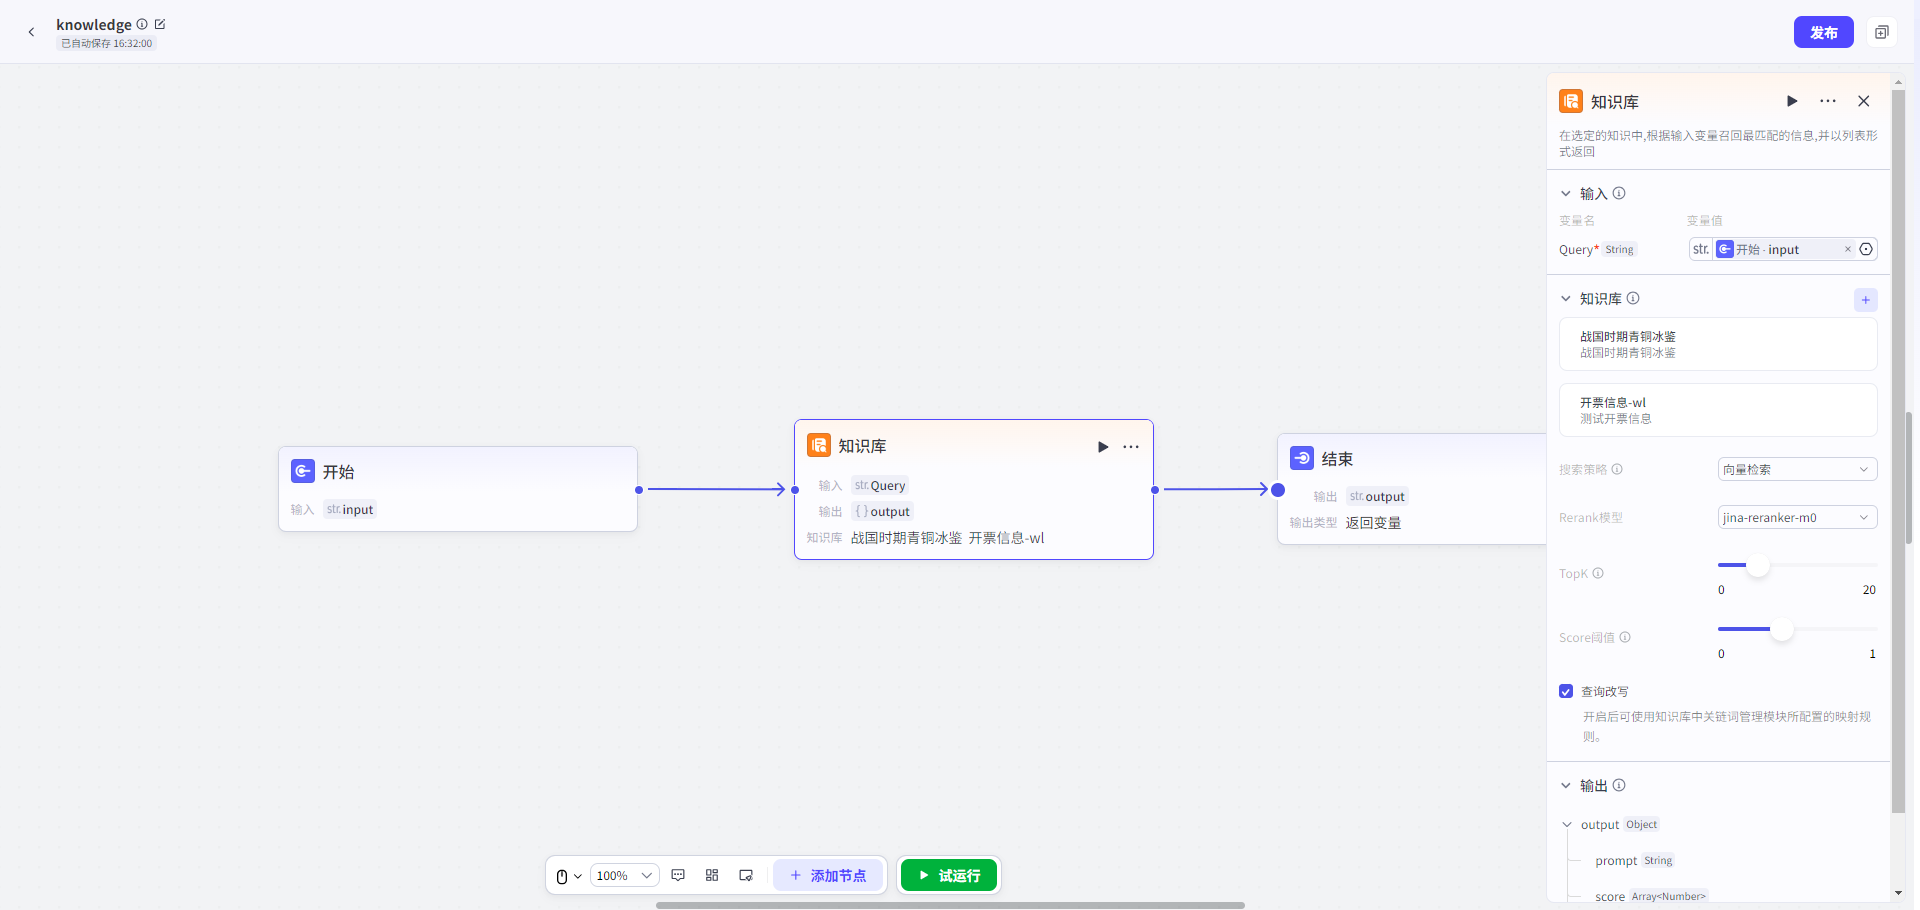 knowledge
已自动保存 16:32:00
发布
开始
输入 str.input
知识库
输入 str.Query
输出 {}output
知识库 战国时期青铜冰鉴 开票信息-wl
结束
输出 str.output
输出类型 返回变量
100%
添加节点
试运行
知识库
在选定的知识中,根据输入变量召回最匹配的信息,并以列表形
式返回
输入
变量名 变量值
Query* String str. 开始 - input ×
知识库
战国时期青铜冰鉴
战国时期青铜冰鉴
开票信息-wl
测试开票信息
搜索策略 向量检索
Rerank模型 jina-reranker-m0
TopK
0 20
Score阈值
0 1
查询改写
开启后可使用知识库中关链词管理模块所配置的映射规
则。
输出
output Object
prompt String
score Array<Number>